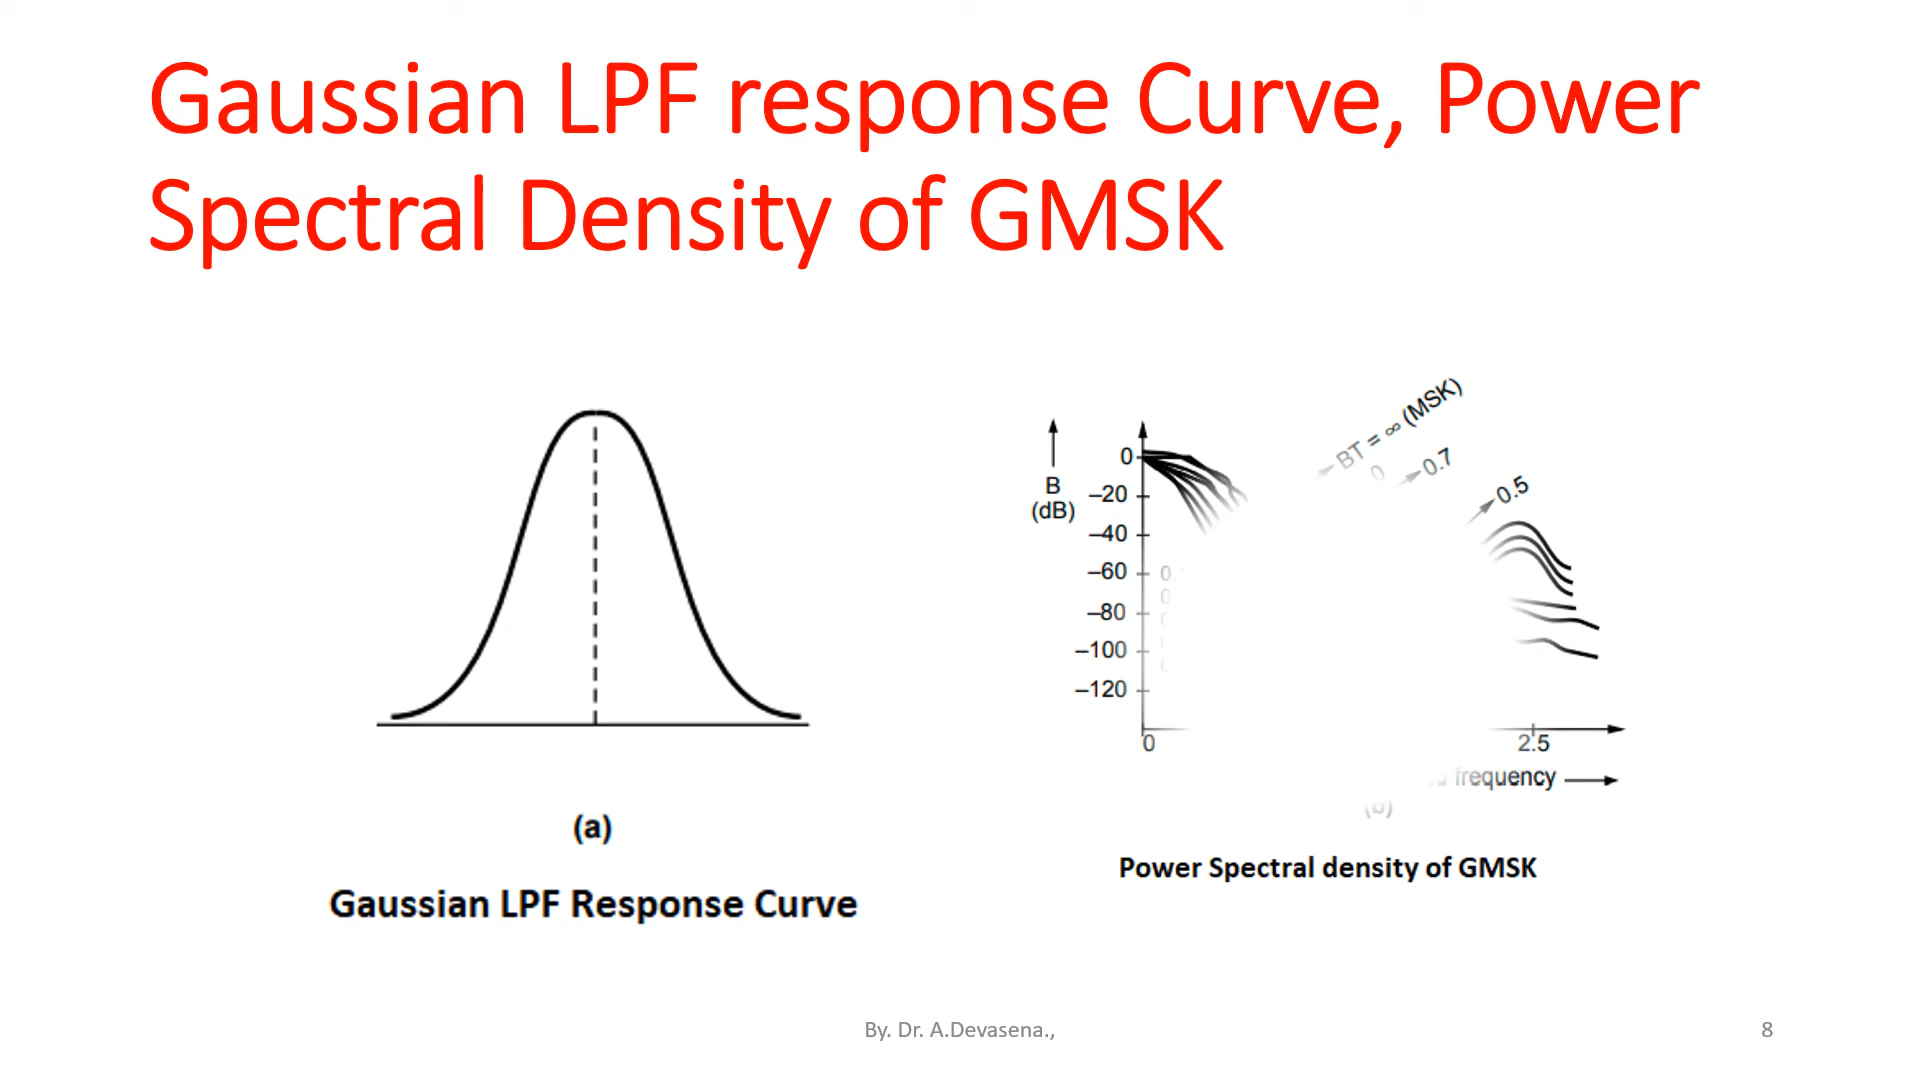 Gaussian LPF response Curve, Power
Spectral Density of GMSK
BT = ∞ (MSK)
0.7
0.5
B
(dB)
0
–20
–40
–60
–80
–100
–120
0
2.5
frequency
(a)
(b)
Gaussian LPF Response Curve
Power Spectral density of GMSK
By. Dr. A.Devasena.,
8